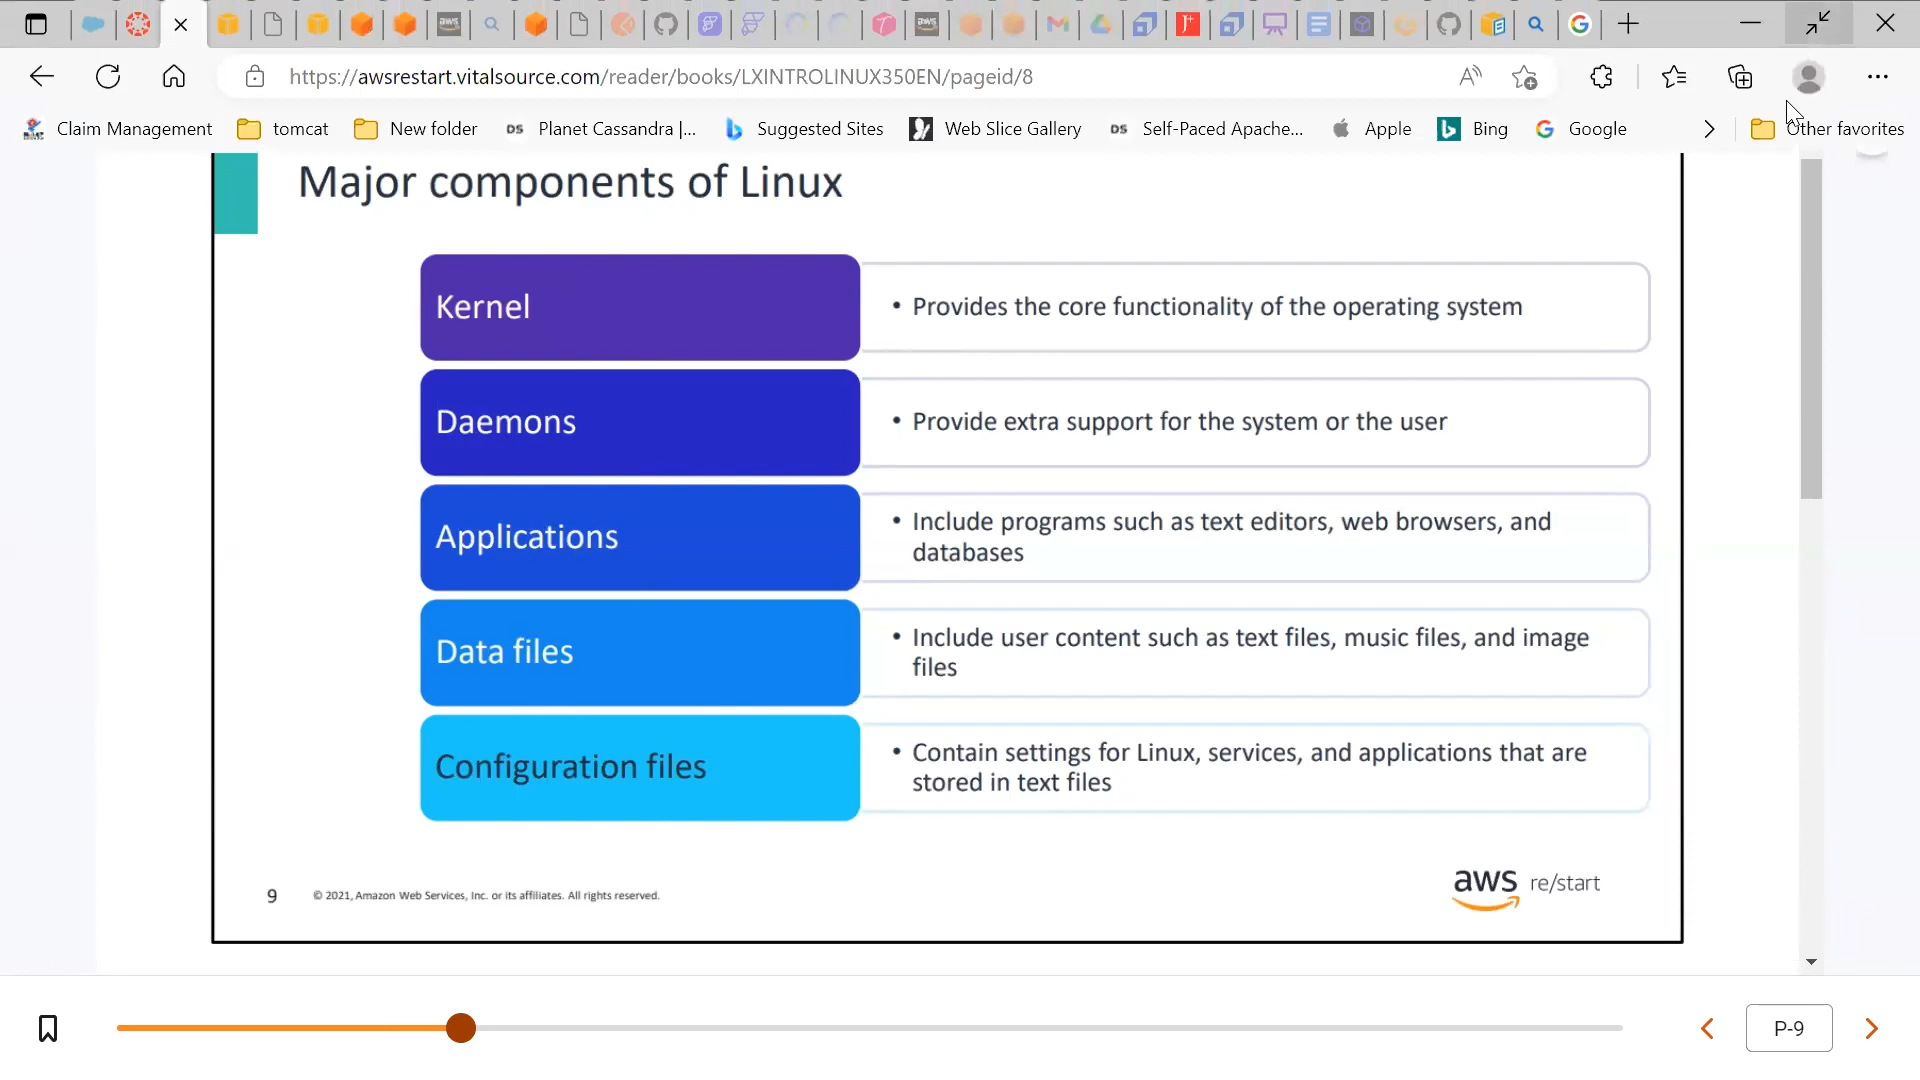 https://awsrestart.vitalsource.com/reader/books/LXINTROLINUX350EN/pageid/8
Claim Management tomcat New folder DS Planet Cassandra |... Suggested Sites Web Slice Gallery DS Self-Paced Apache... Apple Bing Google Other favorites
Major components of Linux
Kernel
• Provides the core functionality of the operating system
Daemons
• Provide extra support for the system or the user
Applications
• Include programs such as text editors, web browsers, and
databases
Data files
• Include user content such as text files, music files, and image
files
Configuration files
• Contain settings for Linux, services, and applications that are
stored in text files
9 © 2021, Amazon Web Services, Inc. or its affiliates. All rights reserved.
aws re/start
P-9